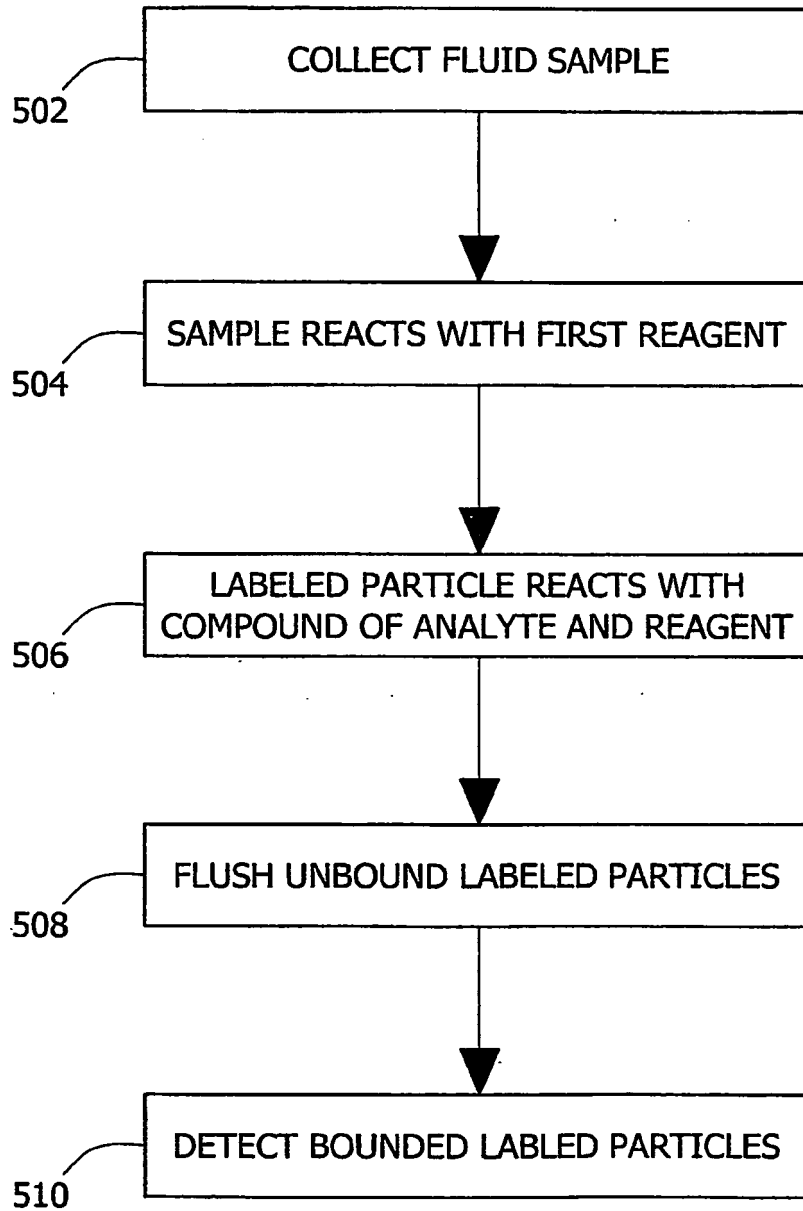 COLLECT FLUID SAMPLE
502
SAMPLE REACTS WITH FIRST REAGENT
504
LABELED PARTICLE REACTS WITH
COMPOUND OF ANALYTE AND REAGENT
506
FLUSH UNBOUND LABELED PARTICLES
508
DETECT BOUNDED LABLED PARTICLES
510